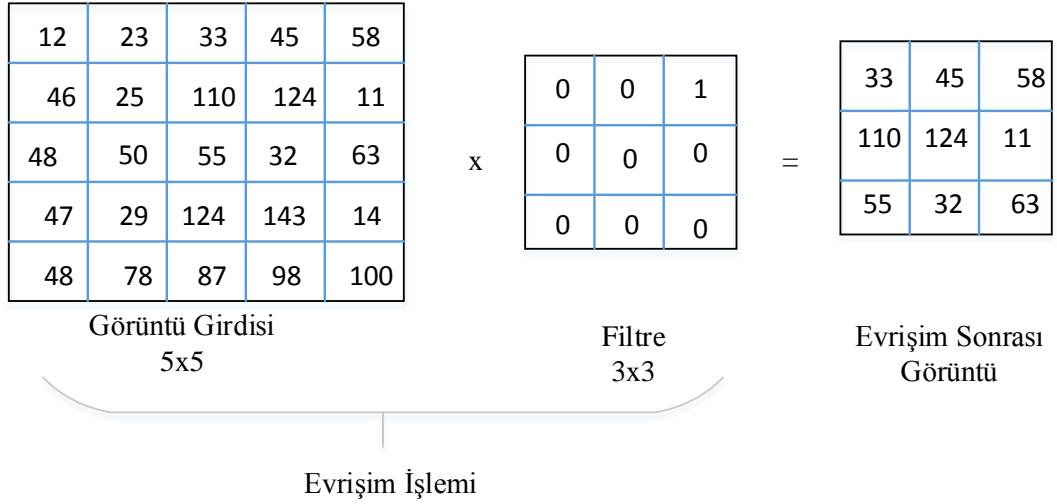 12 23 33 45 58
46 25 110 124 11
48 50 55 32 63
47 29 124 143 14
48 78 87 98 100
x
0 0 1
0 0 0
0 0 0
=
33 45 58
110 124 11
55 32 63
Görüntü Girdisi
5x5
Filtre
3x3
Evrişim Sonrası
Görüntü
Evrişim İşlemi